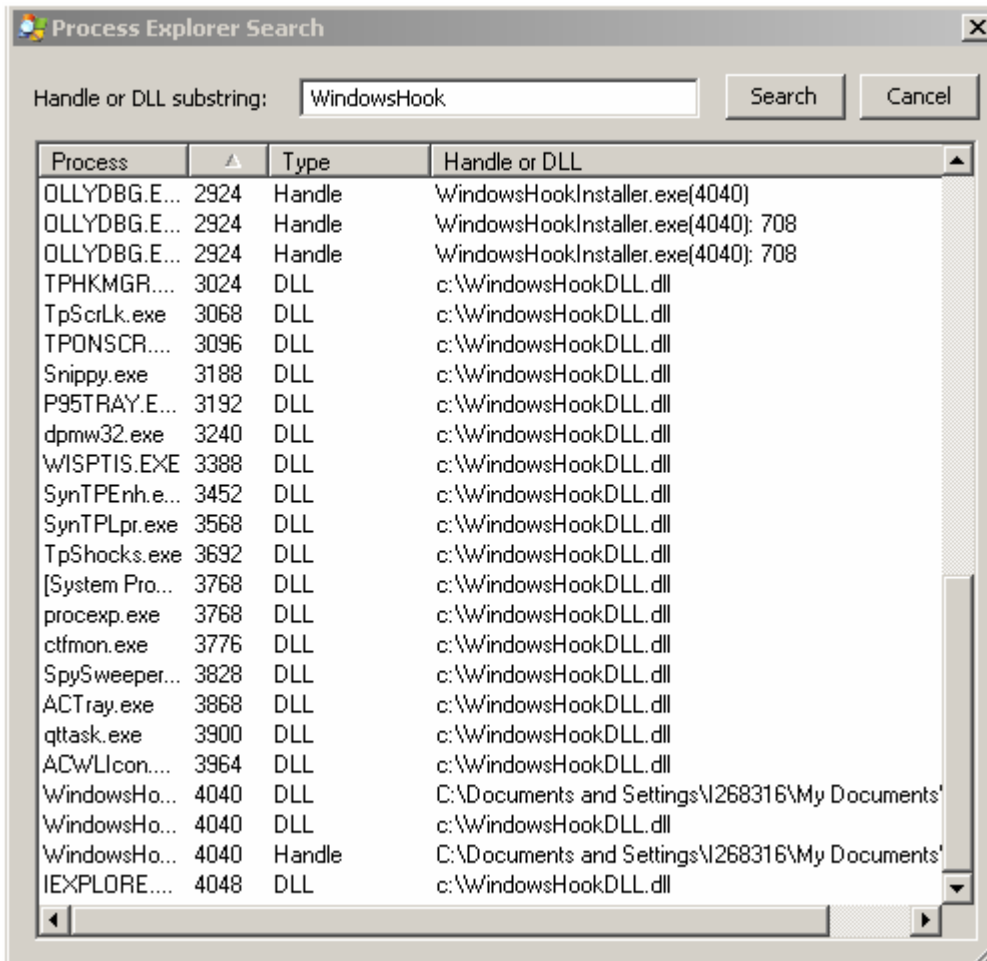 Process Explorer Search
Handle or DLL substring: WindowsHook Search Cancel
Process Type Handle or DLL
OLLYDBG.E... 2924 Handle WindowsHookInstaller.exe(4040)
OLLYDBG.E... 2924 Handle WindowsHookInstaller.exe(4040): 708
OLLYDBG.E... 2924 Handle WindowsHookInstaller.exe(4040): 708
TPHKMGR.... 3024 DLL c:\WindowsHookDLL.dll
TpScrLk.exe 3068 DLL c:\WindowsHookDLL.dll
TPONSCR.... 3096 DLL c:\WindowsHookDLL.dll
Snippy.exe 3188 DLL c:\WindowsHookDLL.dll
P95TRAY.E... 3192 DLL c:\WindowsHookDLL.dll
dpmw32.exe 3240 DLL c:\WindowsHookDLL.dll
WISPTIS.EXE 3388 DLL c:\WindowsHookDLL.dll
SynTPEnh.e... 3452 DLL c:\WindowsHookDLL.dll
SynTPLpr.exe 3568 DLL c:\WindowsHookDLL.dll
TpShocks.exe 3692 DLL c:\WindowsHookDLL.dll
[System Pro... 3768 DLL c:\WindowsHookDLL.dll
procexp.exe 3768 DLL c:\WindowsHookDLL.dll
ctfmon.exe 3776 DLL c:\WindowsHookDLL.dll
SpySweeper... 3828 DLL c:\WindowsHookDLL.dll
ACTray.exe 3868 DLL c:\WindowsHookDLL.dll
qttask.exe 3900 DLL c:\WindowsHookDLL.dll
ACWLIcon.... 3964 DLL c:\WindowsHookDLL.dll
WindowsHo... 4040 DLL C:\Documents and Settings\I268316\My Documents\
WindowsHo... 4040 DLL c:\WindowsHookDLL.dll
WindowsHo... 4040 Handle C:\Documents and Settings\I268316\My Documents\
IEXPLORE.... 4048 DLL c:\WindowsHookDLL.dll